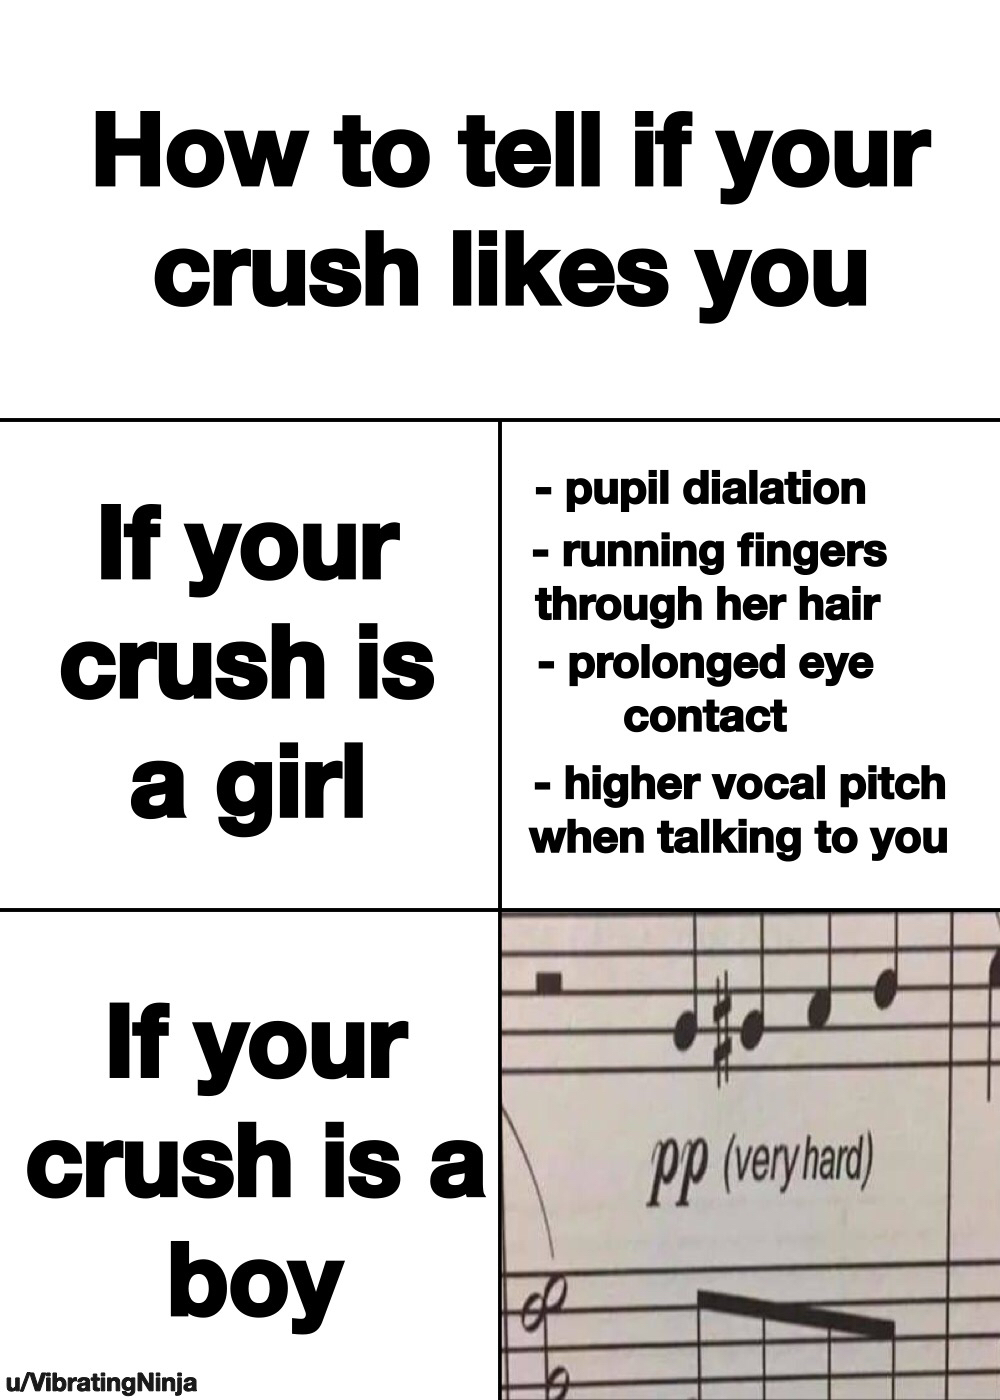 How to tell if your
crush likes you
If your
crush is
a girl
- pupil dialation
- running fingers
through her hair
- prolonged eye
contact
- higher vocal pitch
when talking to you
If your
crush is a
boy
pp (very hard)
u/VibratingNinja